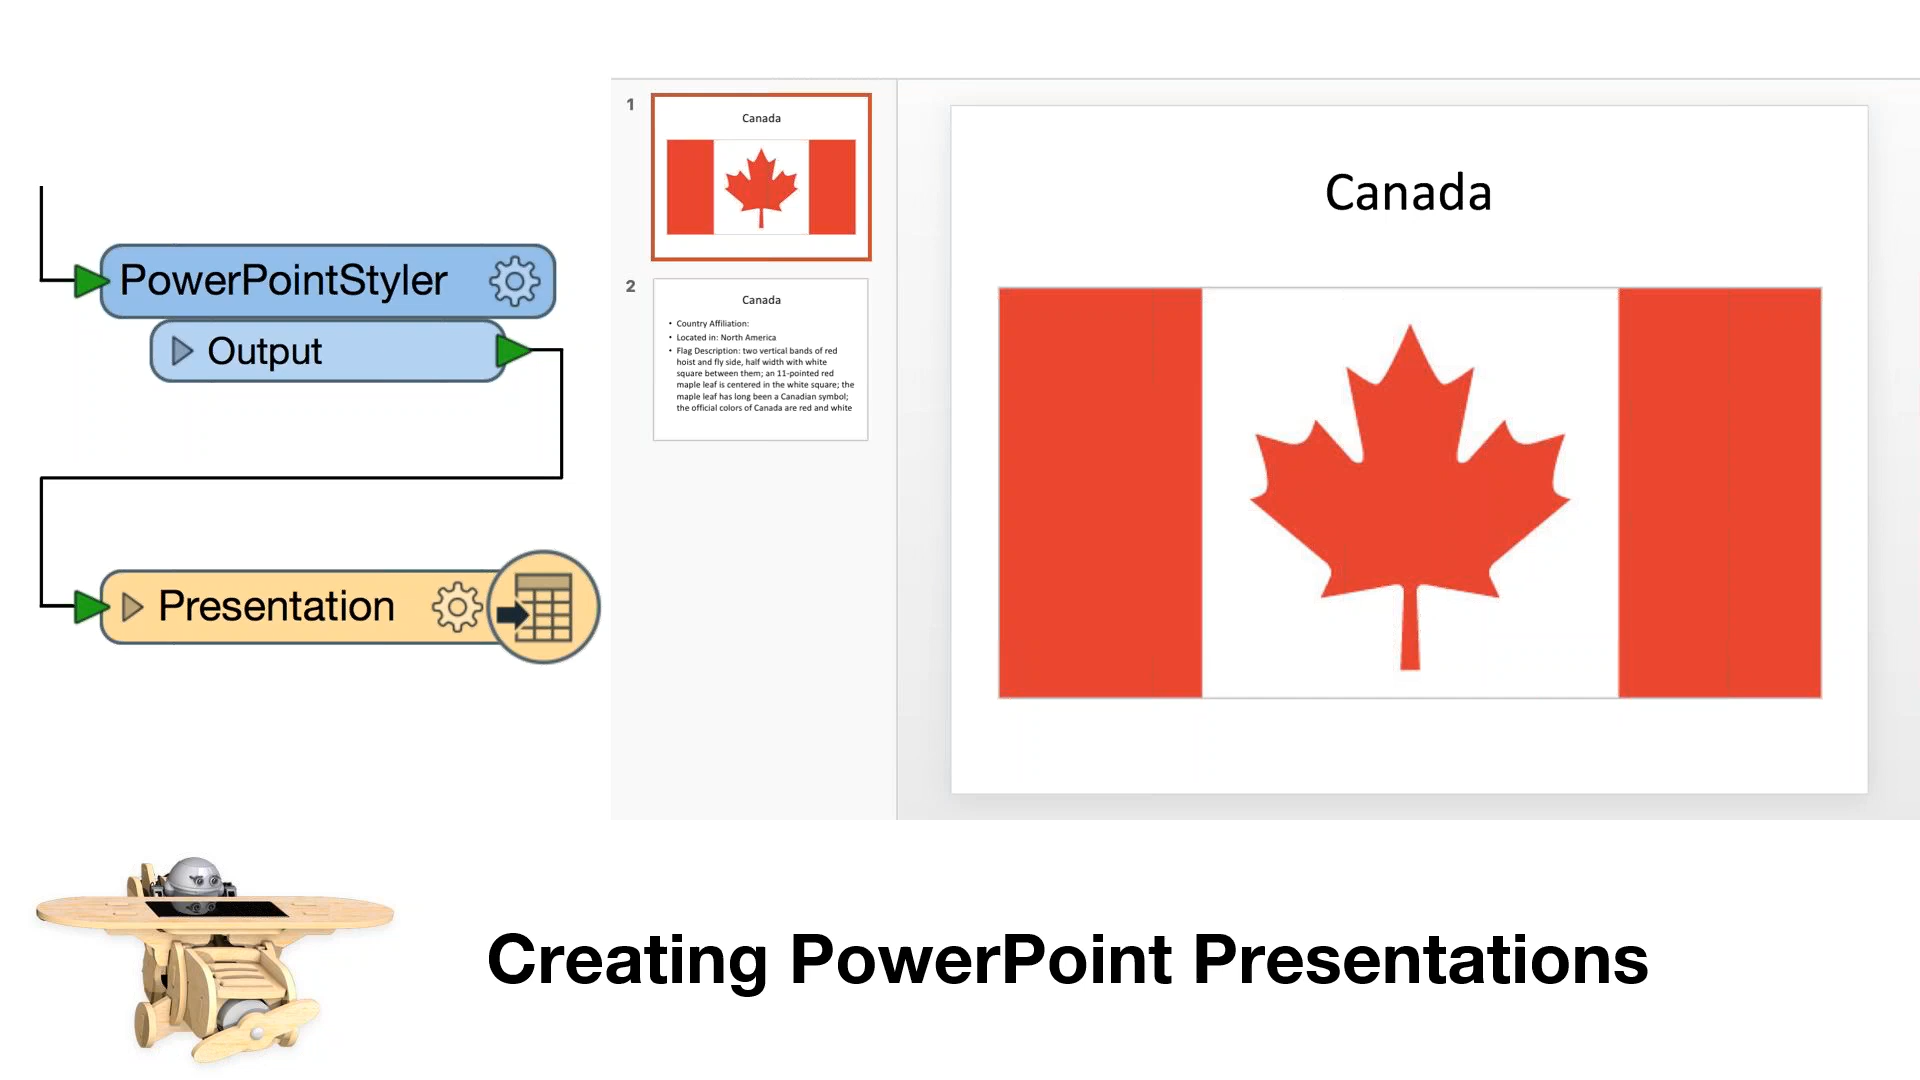 PowerPointStyler
Output
Presentation
1
Canada
2
Canada
• Country Affiliation:
• Located in: North America
• Flag Description: two vertical bands of red
hoist and fly side, half width with white
square between them; an 11-pointed red
maple leaf is centered in the white square; the
maple leaf has long been a Canadian symbol;
the official colors of Canada are red and white
Canada
Creating PowerPoint Presentations